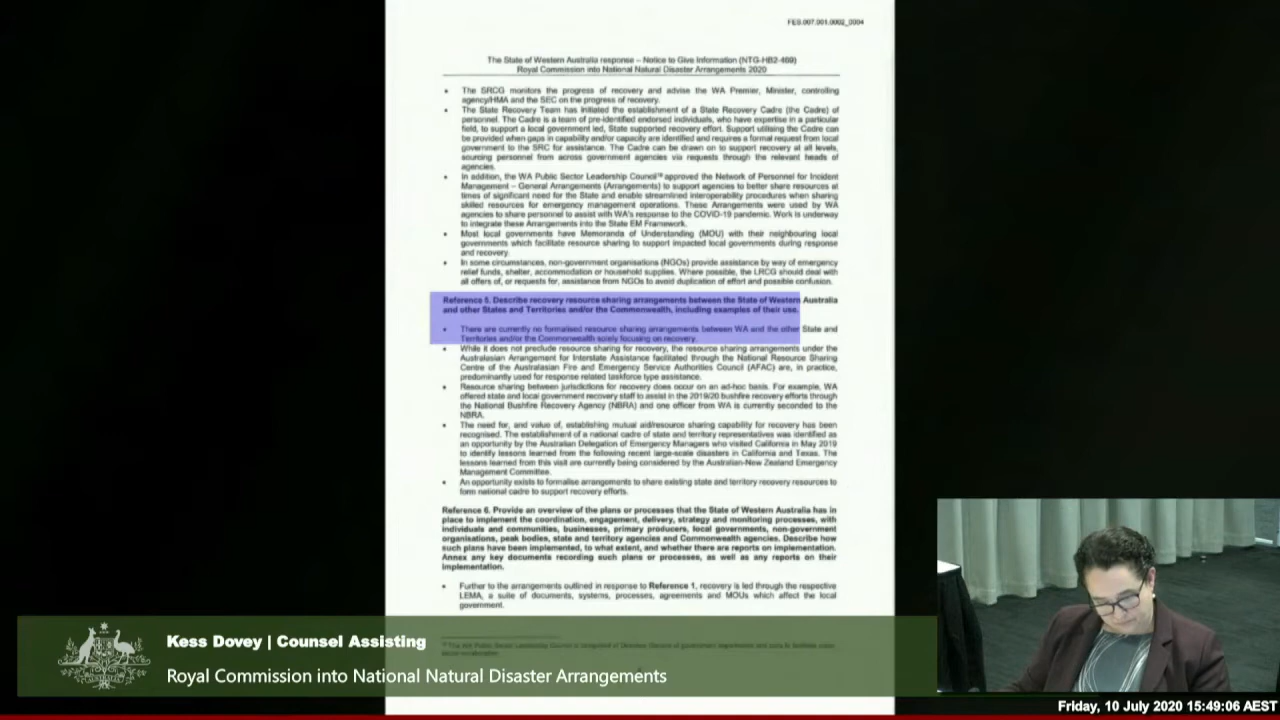 FES.007.001.0002_0004
The State of Western Australia response – Notice to Give Information (NTG-HB2-469)
Royal Commission into National Natural Disaster Arrangements 2020
• The SRCG monitors the progress of recovery and advise the WA Premier, Minister, controlling
agency/HMA and the SEC on the progress of recovery.
• The State Recovery Team has initiated the establishment of a State Recovery Cadre (the Cadre) of
personnel. The Cadre is a team of pre-identified endorsed individuals, who have expertise in a particular
field, to support a local government led, State supported recovery effort. Support utilising the Cadre can
be provided when gaps in capability and/or capacity are identified and requires a formal request from local
government to the SRC for assistance. The Cadre can be drawn on to support recovery at all levels,
sourcing personnel from across government agencies via requests through the relevant heads of
agencies.
• In addition, the WA Public Sector Leadership Council approved the Network of Personnel for Incident
Management – General Arrangements (Arrangements) to support agencies to better share resources at
times of significant need for the State and enable streamlined interoperability procedures when sharing
skilled resources for emergency management operations. These Arrangements were used by WA
agencies to share personnel to assist with WA's response to the COVID-19 pandemic. Work is underway
to integrate these Arrangements into the State EM Framework.
• Most local governments have Memoranda of Understanding (MOU) with their neighbouring local
governments which facilitate resource sharing to support impacted local governments during response
and recovery.
• In some circumstances, non-government organisations (NGOs) provide assistance by way of emergency
relief funds, shelter, accommodation or household supplies. Where possible, the LRCG should deal with
all offers of, or requests for, assistance from NGOs to avoid duplication of effort and possible confusion.
Reference 5. Describe recovery resource sharing arrangements between the State of Western Australia
and other States and Territories and/or the Commonwealth, including examples of their use.
• There are currently no formalised resource sharing arrangements between WA and the other State and
Territories and/or the Commonwealth solely focusing on recovery.
• While it does not preclude resource sharing for recovery, the resource sharing arrangements under the
Australasian Arrangement for Interstate Assistance facilitated through the National Resource Sharing
Centre of the Australasian Fire and Emergency Service Authorities Council (AFAC) are, in practice,
predominantly used for response related taskforce type assistance.
• Resource sharing between jurisdictions for recovery does occur on an ad-hoc basis. For example, WA
offered state and local government recovery staff to assist in the 2019/20 bushfire recovery efforts through
the National Bushfire Recovery Agency (NBRA) and one officer from WA is currently seconded to the
NBRA.
• The need for, and value of, establishing mutual aid/resource sharing capability for recovery has been
recognised. The establishment of a national cadre of state and territory representatives was identified as
an opportunity by the Australian Delegation of Emergency Managers who visited California in May 2019
to identify lessons learned from the following recent large-scale disasters in California and Texas. The
lessons learned from this visit are currently being considered by the Australian-New Zealand Emergency
Management Committee.
• An opportunity exists to formalise arrangements to share existing state and territory recovery resources to
form national cadre to support recovery efforts.
Reference 6. Provide an overview of the plans or processes that the State of Western Australia has in
place to implement the coordination, engagement, delivery, strategy and monitoring processes, with
individuals and communities, businesses, primary producers, local governments, non-government
organisations, peak bodies, state and territory agencies and Commonwealth agencies. Describe how
such plans have been implemented, to what extent, and whether there are reports on implementation.
Annex any key documents recording such plans or processes, as well as any reports on their
implementation.
• Further to the arrangements outlined in response to Reference 1, recovery is led through the respective
LEMA, a suite of documents, systems, processes, agreements and MOUs which affect the local
government.
Kess Dovey | Counsel Assisting
Royal Commission into National Natural Disaster Arrangements
Friday, 10 July 2020 15:49:06 AEST